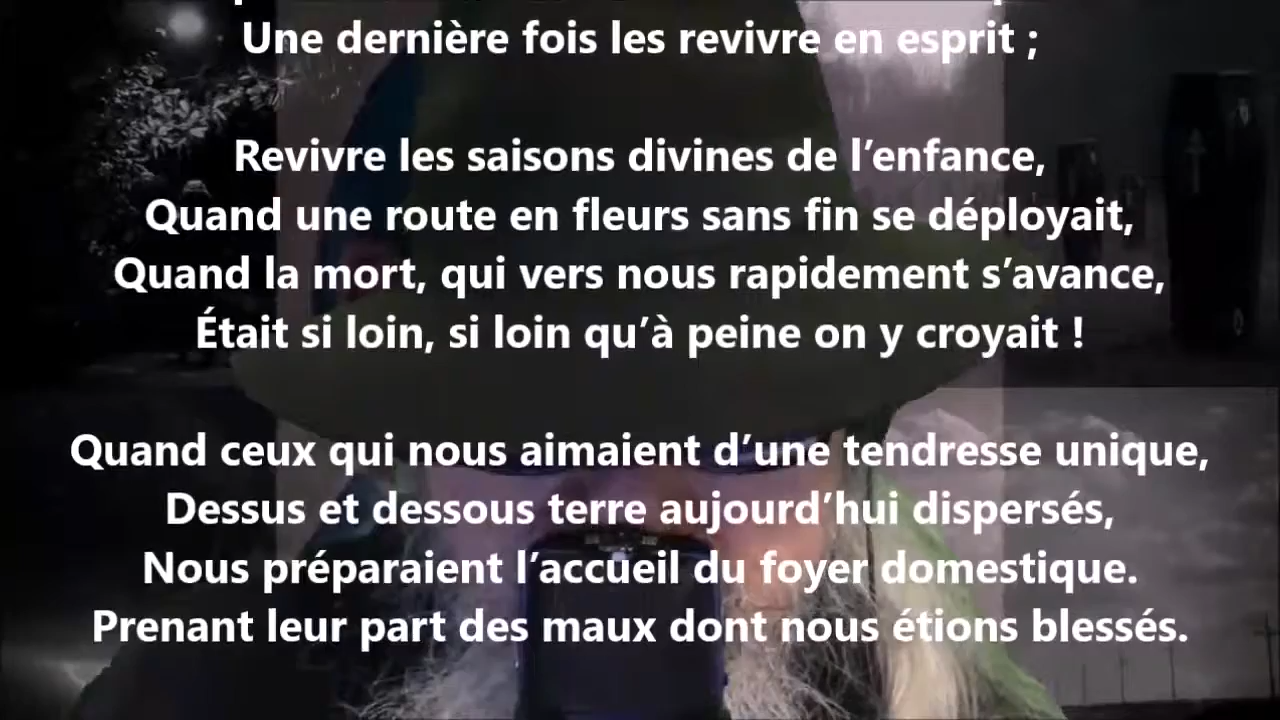 Une dernière fois les revivre en esprit ;
Revivre les saisons divines de l’enfance,
Quand une route en fleurs sans fin se déployait,
Quand la mort, qui vers nous rapidement s’avance,
Était si loin, si loin qu’à peine on y croyait !
Quand ceux qui nous aimaient d’une tendresse unique,
Dessus et dessous terre aujourd’hui dispersés,
Nous préparaient l’accueil du foyer domestique.
Prenant leur part des maux dont nous étions blessés.